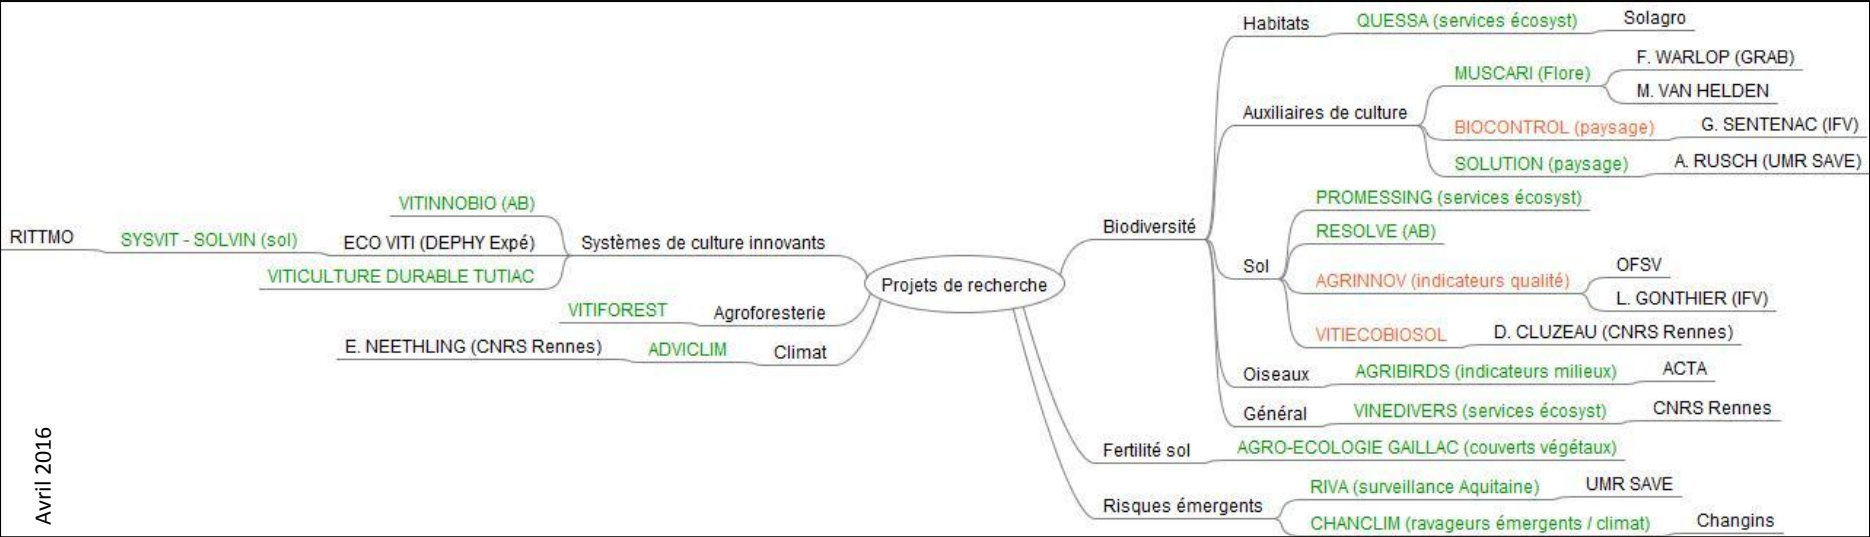 Habitats
QUESSA (services écosyst)
Solagro
Auxiliaires de culture
MUSCARI (Flore)
F. WARLOP (GRAB)
M. VAN HELDEN
BIOCONTROL (paysage)
G. SENTENAC (IFV)
SOLUTION (paysage)
A. RUSCH (UMR SAVE)
Biodiversité
Sol
PROMESSING (services écosyst)
RESOLVE (AB)
AGRINNOV (indicateurs qualité)
OFSV
L. GONTHIER (IFV)
VITIECOBIOSOL
D. CLUZEAU (CNRS Rennes)
Oiseaux
AGRIBIRDS (indicateurs milieux)
ACTA
Général
VINEDIVERS (services écosyst)
CNRS Rennes
Projets de recherche
Systèmes de culture innovants
VITINNOBIO (AB)
ECO VITI (DEPHY Expé)
SYSVIT - SOLVIN (sol)
RITTMO
VITICULTURE DURABLE TUTIAC
Agroforesterie
VITIFOREST
Climat
ADVICLIM
E. NEETHLING (CNRS Rennes)
Fertilité sol
AGRO-ECOLOGIE GAILLAC (couverts végétaux)
Risques émergents
RIVA (surveillance Aquitaine)
UMR SAVE
CHANCLIM (ravageurs émergents / climat)
Changins
Avril 2016